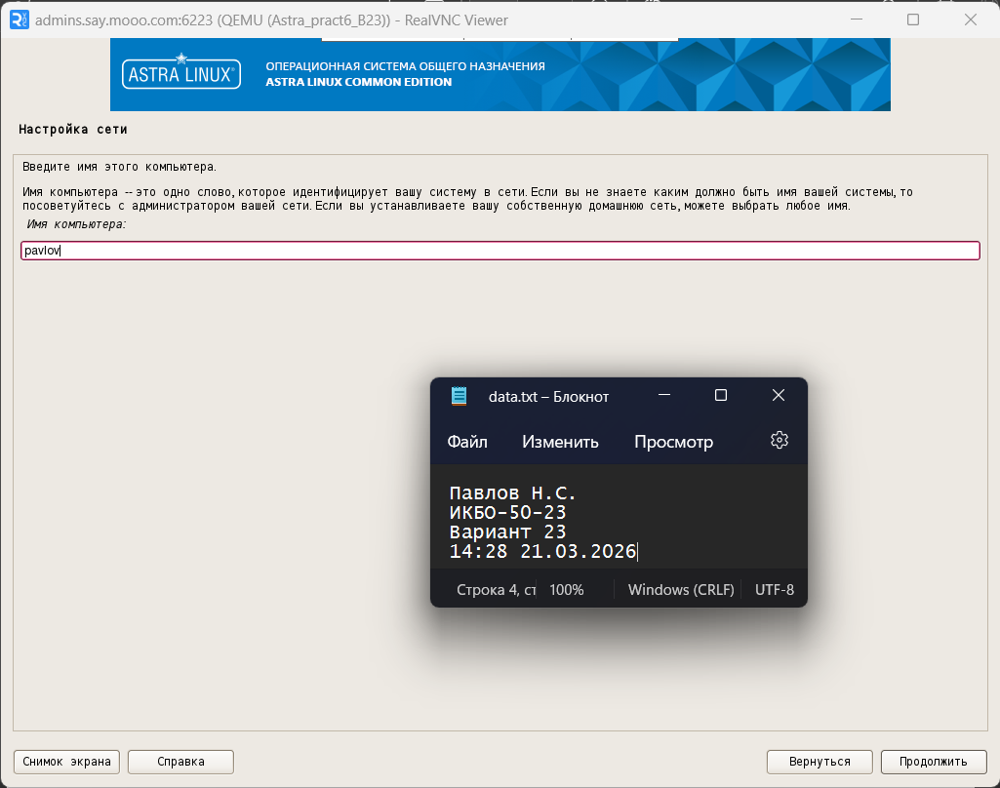 admins.say.mooo.com:6223 (QEMU (Astra_pract6_B23)) - RealVNC Viewer
ASTRA LINUX®
ОПЕРАЦИОННАЯ СИСТЕМА ОБЩЕГО НАЗНАЧЕНИЯ
ASTRA LINUX COMMON EDITION
Настройка сети
Введите имя этого компьютера.
Имя компьютера -- это одно слово, которое идентифицирует вашу систему в сети. Если вы не знаете каким должно быть имя вашей системы, то
посоветуйтесь с администратором вашей сети. Если вы устанавливаете вашу собственную домашнюю сеть, можете выбрать любое имя.
Имя компьютера:
pavlov
data.txt – Блокнот
Файл Изменить Просмотр
Павлов Н.С.
ИКБО-50-23
Вариант 23
14:28 21.03.2026
Строка 4, ст 100% Windows (CRLF) UTF-8
Снимок экрана Справка Вернуться Продолжить